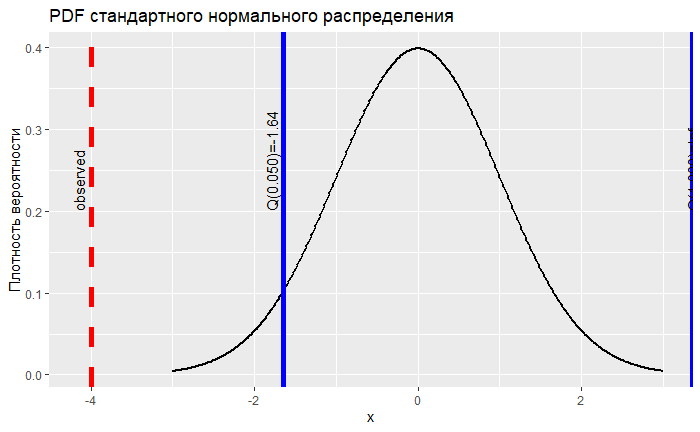 PDF стандартного нормального распределения
Плотность вероятности
0.4
0.3
0.2
0.1
0.0
observed
Q(0.050)=-1.64
-4
-2
0
2
x